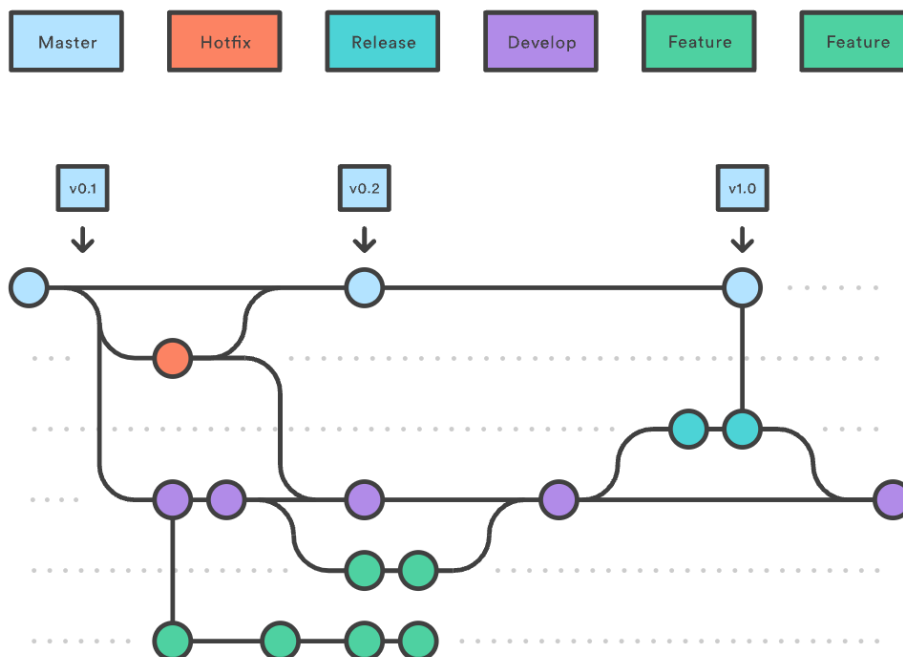 Master
Hotfix
Release
Develop
Feature
Feature
v0.1
v0.2
v1.0